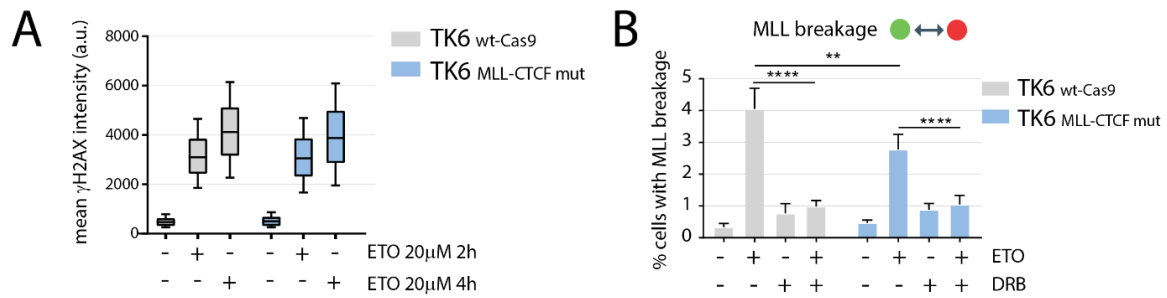 A
mean γH2AX intensity (a.u.)
8000
6000
4000
2000
0
TK6 wt-Cas9
TK6 MLL-CTCF mut
- + - - + - ETO 20μM 2h
- - + - - + ETO 20μM 4h
B
MLL breakage
% cells with MLL breakage
5
4
3
2
1
0
**
****
****
TK6 wt-Cas9
TK6 MLL-CTCF mut
- + - + - + - + ETO
- - + + - - + + DRB